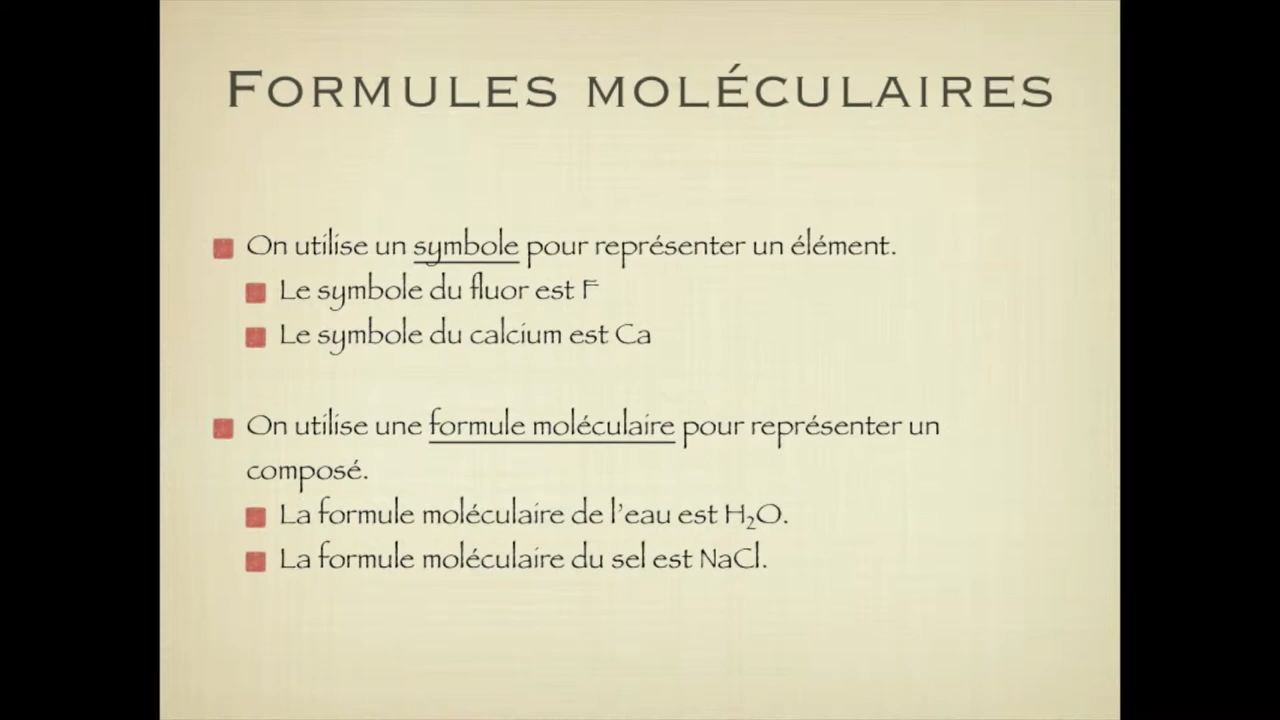 Formules moléculaires
On utilise un symbole pour représenter un élément.
Le symbole du fluor est F
Le symbole du calcium est Ca
On utilise une formule moléculaire pour représenter un
composé.
La formule moléculaire de l’eau est H₂O.
La formule moléculaire du sel est NaCl.